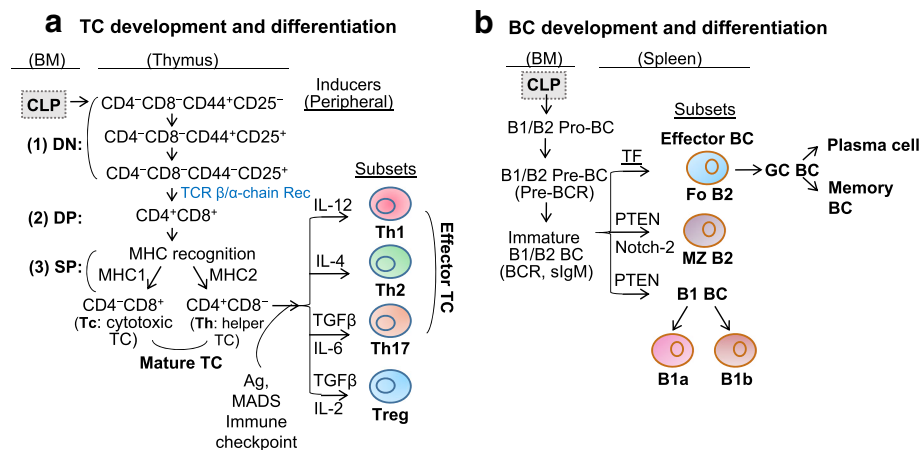 a TC development and differentiation
(BM)
(Thymus)
Inducers
(Peripheral)
CLP
CD4⁻CD8⁻CD44⁺CD25⁻
(1) DN:
CD4⁻CD8⁻CD44⁺CD25⁺
CD4⁻CD8⁻CD44⁻CD25⁺
TCR β/α-chain Rec
(2) DP:
CD4⁺CD8⁺
(3) SP:
MHC recognition
MHC1
MHC2
CD4⁻CD8⁺
(Tc: cytotoxic
TC)
CD4⁺CD8⁻
(Th: helper
TC)
Mature TC
Ag,
MADS
Immune
checkpoint
Subsets
IL-12
Th1
IL-4
Th2
TGFβ
IL-6
Th17
TGFβ
IL-2
Treg
Effector TC
b BC development and differentiation
(BM)
(Spleen)
CLP
B1/B2 Pro-BC
B1/B2 Pre-BC
(Pre-BCR)
Immature
B1/B2 BC
(BCR, sIgM)
Subsets
Effector BC
TF
Fo B2
GC BC
Plasma cell
Memory
BC
PTEN
Notch-2
MZ B2
PTEN
B1 BC
B1a
B1b